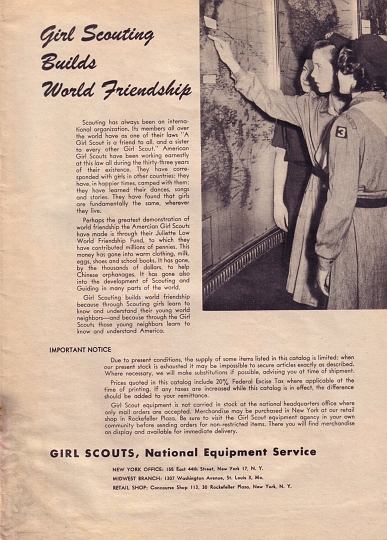 Girl Scouting
Builds
World Friendship
Scouting has always been an interna-
tional organization. Its members all over
the world have as one of their laws "A
Girl Scout is a friend to all, and a sister
to every other Girl Scout." American
Girl Scouts have been working earnestly
at this law all during the thirty-three years
of their existence. They have corre-
sponded with girls in other countries; they
have, in happier times, camped with them;
they have learned their dances, songs
and stories. They have found that girls
are fundamentally the same, wherever
they live.
Perhaps the greatest demonstration of
world friendship the Amercian Girl Scouts
have made is through their Juliette Low
World Friendship Fund, to which they
have contributed millions of pennies. This
money has gone into warm clothing, milk,
eggs, shoes and school books. It has gone,
by the thousands of dollars, to help
Chinese orphanages. It has gone also
into the development of Scouting and
Guiding in many parts of the world.
Girl Scouting builds world friendship
because through Scouting girls learn to
know and understand their young world
neighbors—and because through the Girl
Scouts those young neighbors learn to
know and understand America.
3
IMPORTANT NOTICE
Due to present conditions, the supply of some items listed in this catalog is limited; when
our present stock is exhausted it may be impossible to secure articles exactly as described.
Where necessary, we will make substitutions if possible, advising you at time of shipment.
Prices quoted in this catalog include 20% Federal Excise Tax where applicable at the
time of printing. If any taxes are increased while this catalog is in effect, the difference
should be added to your remittance.
Girl Scout equipment is not carried in stock at the national headquarters office where
only mail orders are accepted. Merchandise may be purchased in New York at our retail
shop in Rockefeller Plaza. Be sure to visit the Girl Scout equipment agency in your own
community before sending orders for non-restricted items. There you will find merchandise
on display and available for immediate delivery.
GIRL SCOUTS, National Equipment Service
NEW YORK OFFICE: 155 East 44th Street, New York 17, N. Y.
MIDWEST BRANCH: 1307 Washington Avenue, St. Louis 3, Mo.
RETAIL SHOP: Concourse Shop 113, 30 Rockefeller Plaza, New York, N. Y.